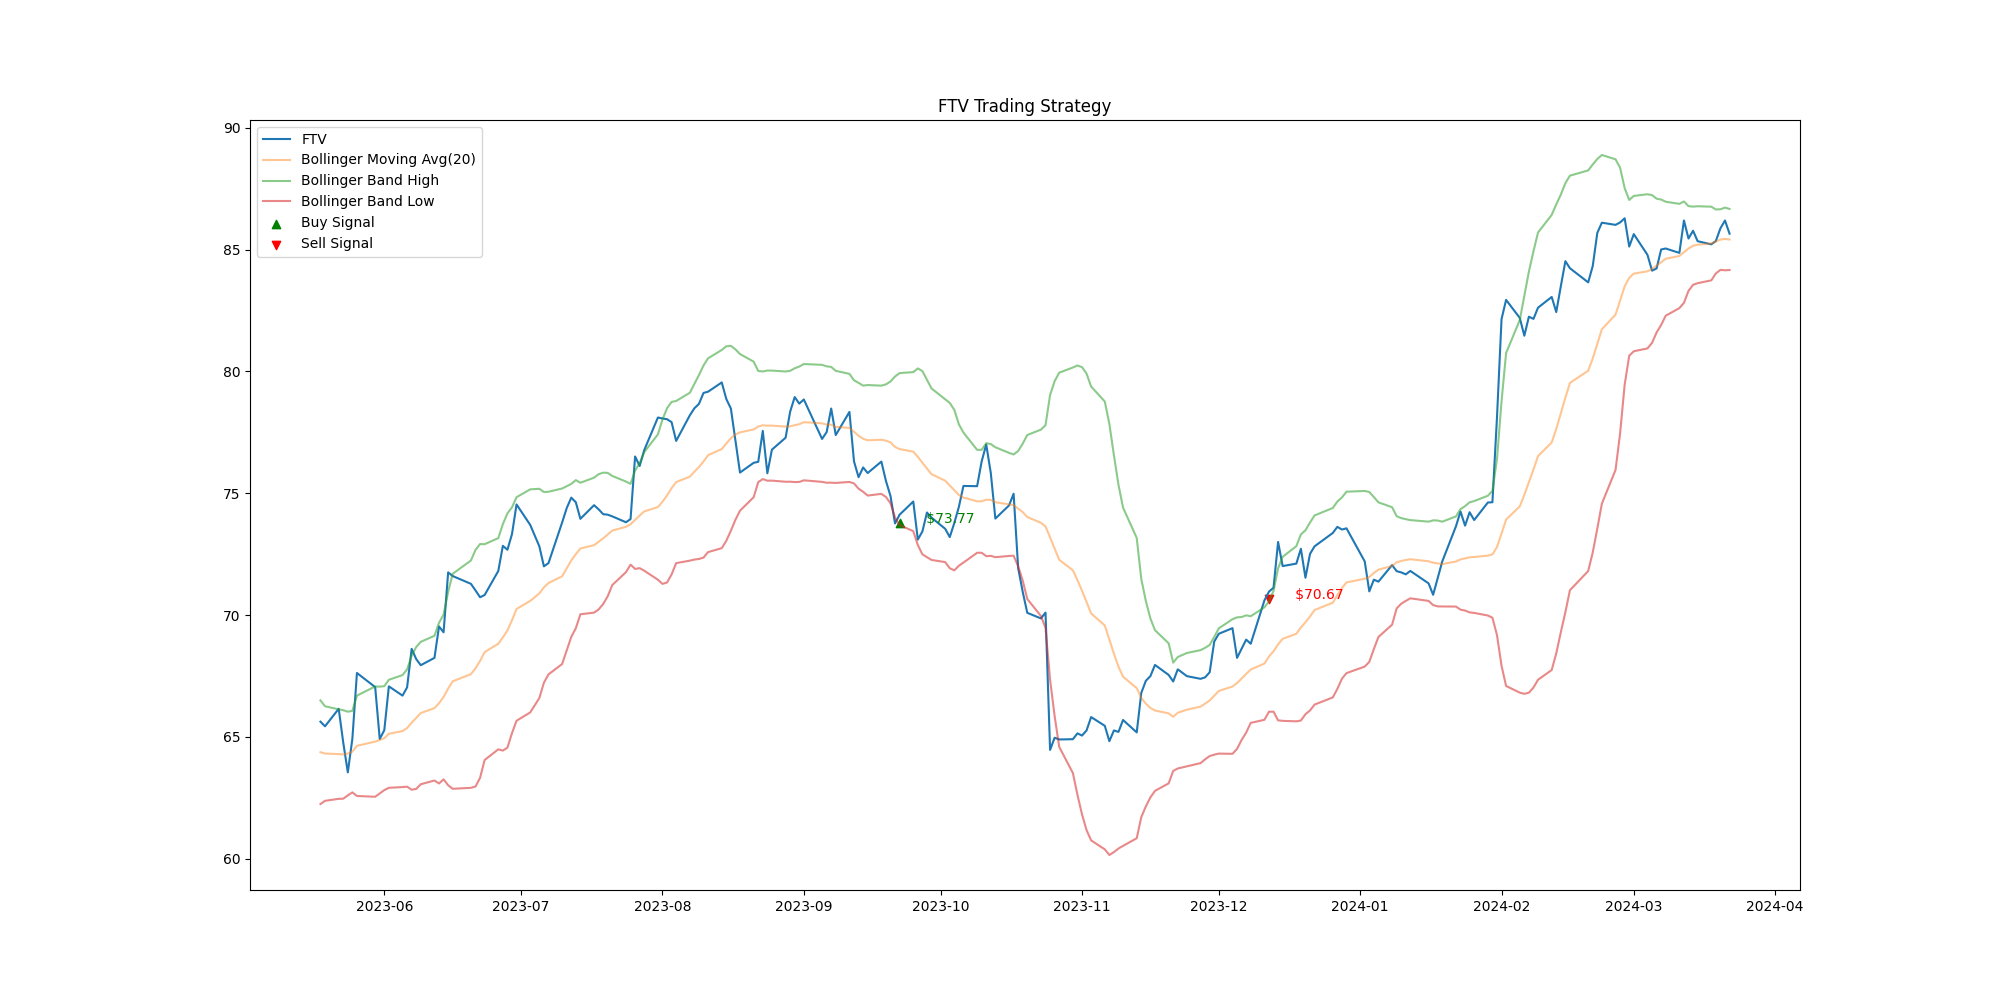 FTV Trading Strategy
90
85
80
75
70
65
60
FTV
Bollinger Moving Avg(20)
Bollinger Band High
Bollinger Band Low
Buy Signal
Sell Signal
$73.77
$70.67
2023-06
2023-07
2023-08
2023-09
2023-10
2023-11
2023-12
2024-01
2024-02
2024-03
2024-04